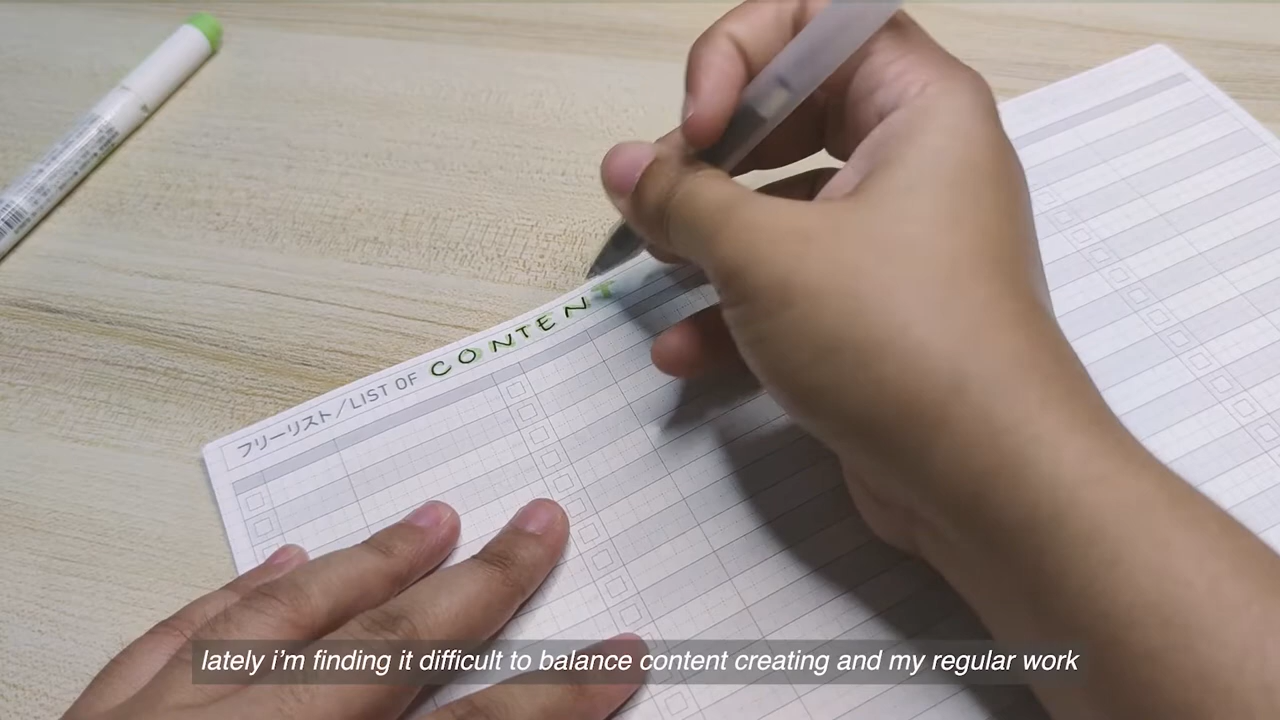 フリーリスト／LIST OF CONTENT
lately i'm finding it difficult to balance content creating and my regular work